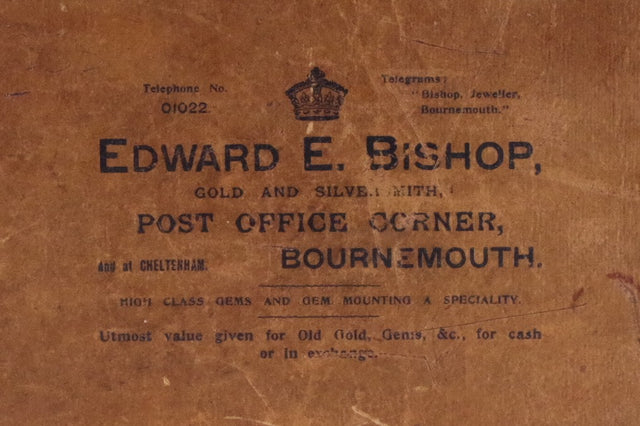 Telephone No.
01022.
Telegrams:
"Bishop, Jeweller,
Bournemouth."
EDWARD E. BISHOP,
GOLD AND SILVERSMITH,
POST OFFICE CORNER,
And at CHELTENHAM. BOURNEMOUTH.
HIGH CLASS GEMS AND GEM MOUNTING A SPECIALITY.
Utmost value given for Old Gold, Gems, &c., for cash
or in exchange.